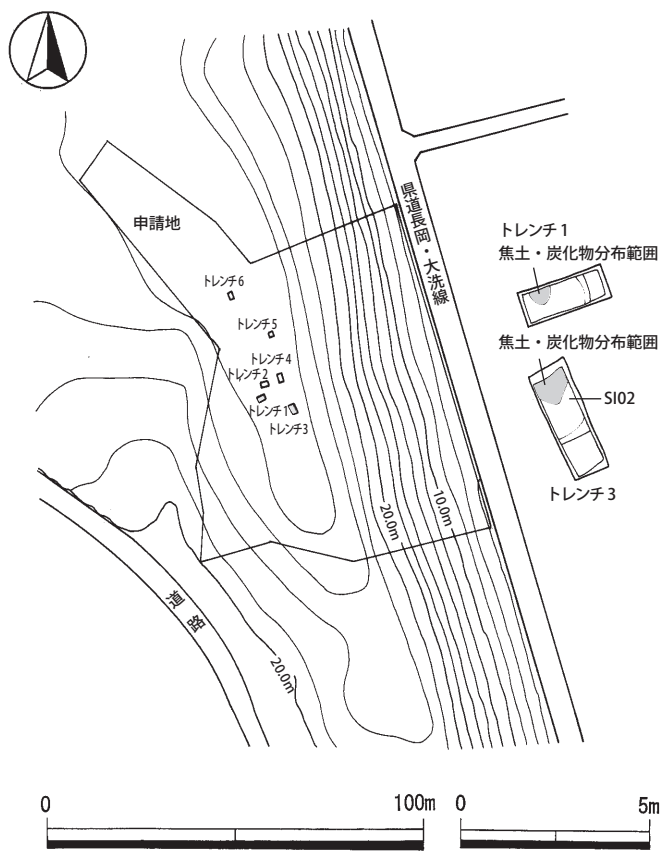 申請地
県道長岡・大洗線
トレンチ1
焦土・炭化物分布範囲
焦土・炭化物分布範囲
SI02
トレンチ3
トレンチ6
トレンチ5
トレンチ4
トレンチ2
トレンチ1
トレンチ3
20.0m
10.0m
道路
20.0m
0
100m
0
5m